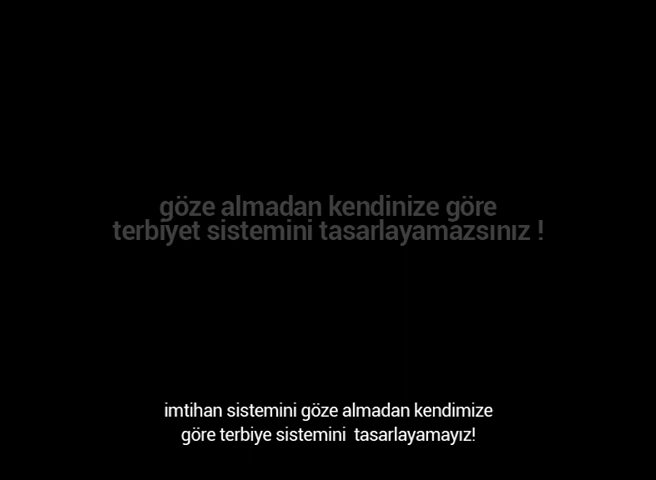 göze almadan kendinize göre
terbiyet sistemini tasarlayamazsınız !
imtihan sistemini göze almadan kendimize
göre terbiye sistemini  tasarlayamayız!